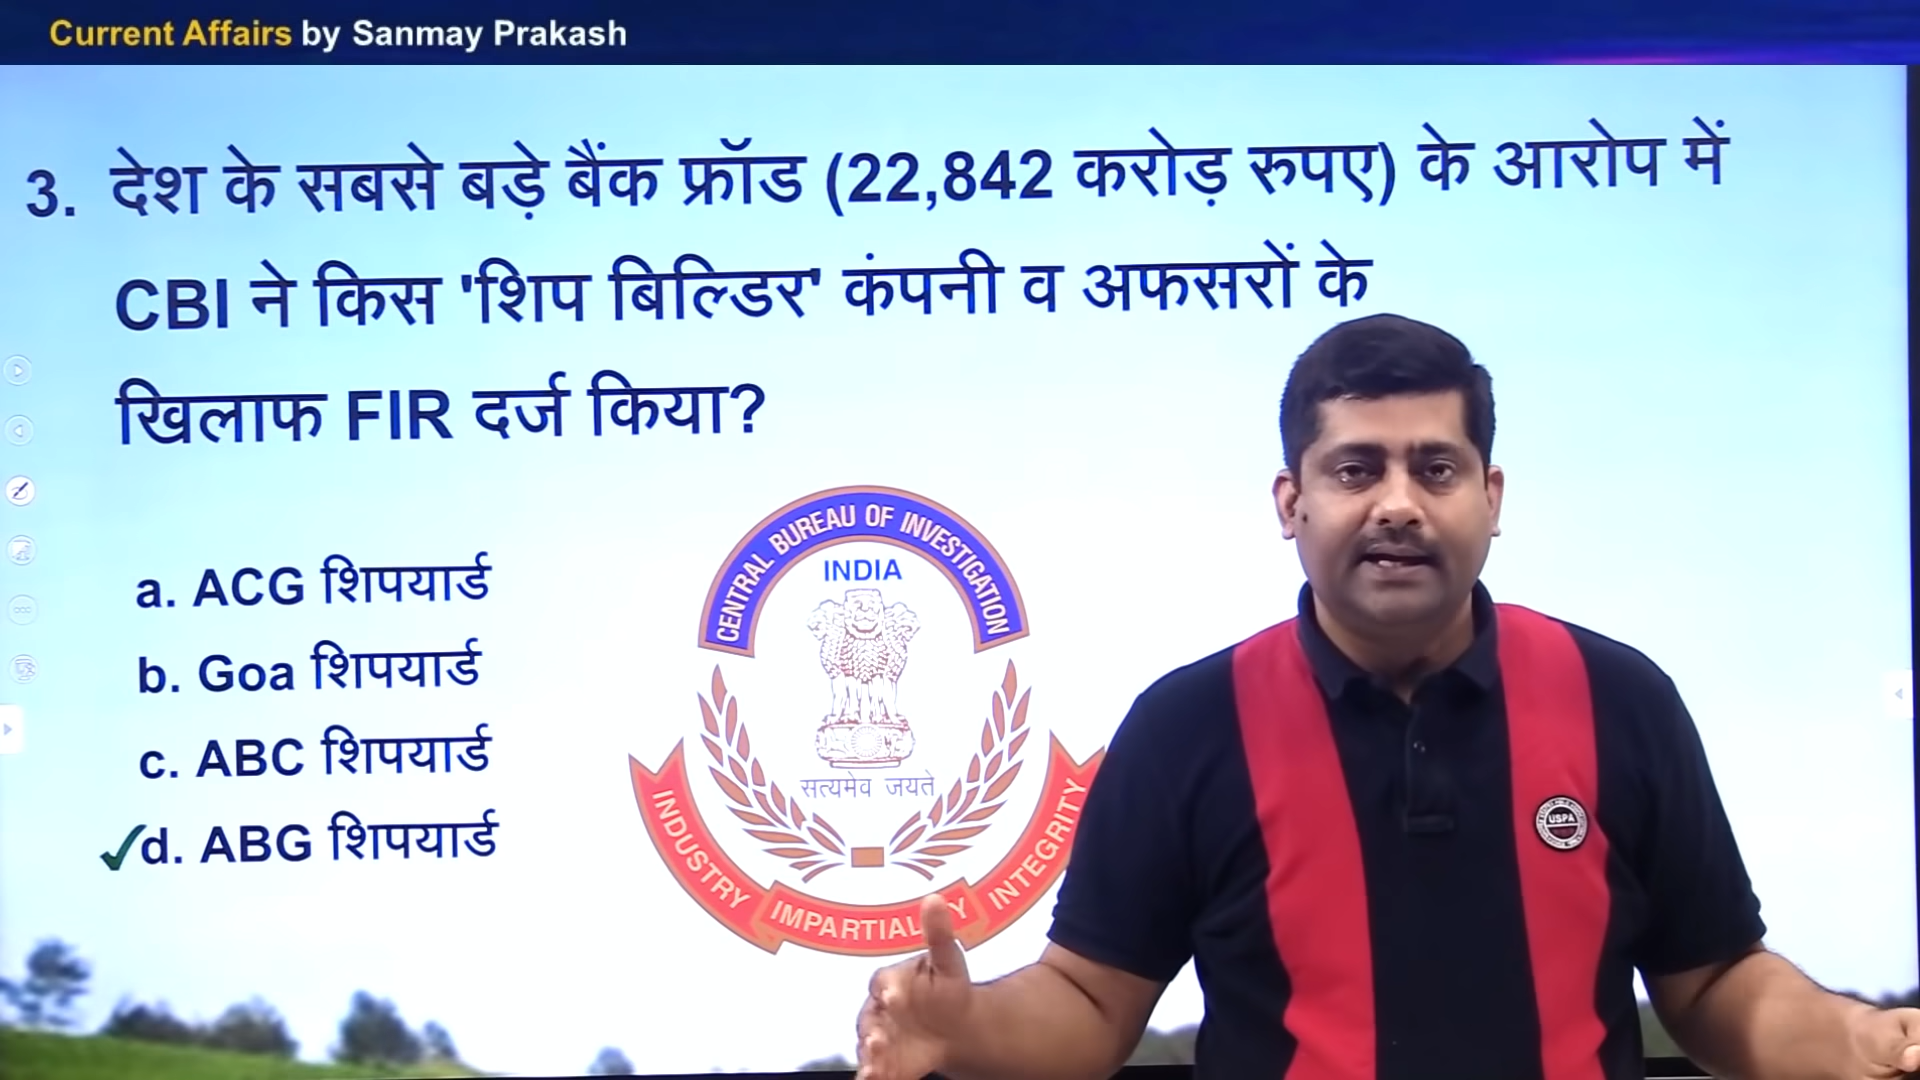 Current Affairs by Sanmay Prakash
3. देश के सबसे बड़े बैंक फ्रॉड (22,842 करोड़ रुपए) के आरोप में
CBI ने किस 'शिप बिल्डिर' कंपनी व अफसरों के
खिलाफ FIR दर्ज किया?
a. ACG शिपयार्ड
b. Goa शिपयार्ड
c. ABC शिपयार्ड
d. ABG शिपयार्ड
CENTRAL BUREAU OF INVESTIGATION
INDIA
सत्यमेव जयते
INDUSTRY IMPARTIAL Y INTEGRITY
USPA